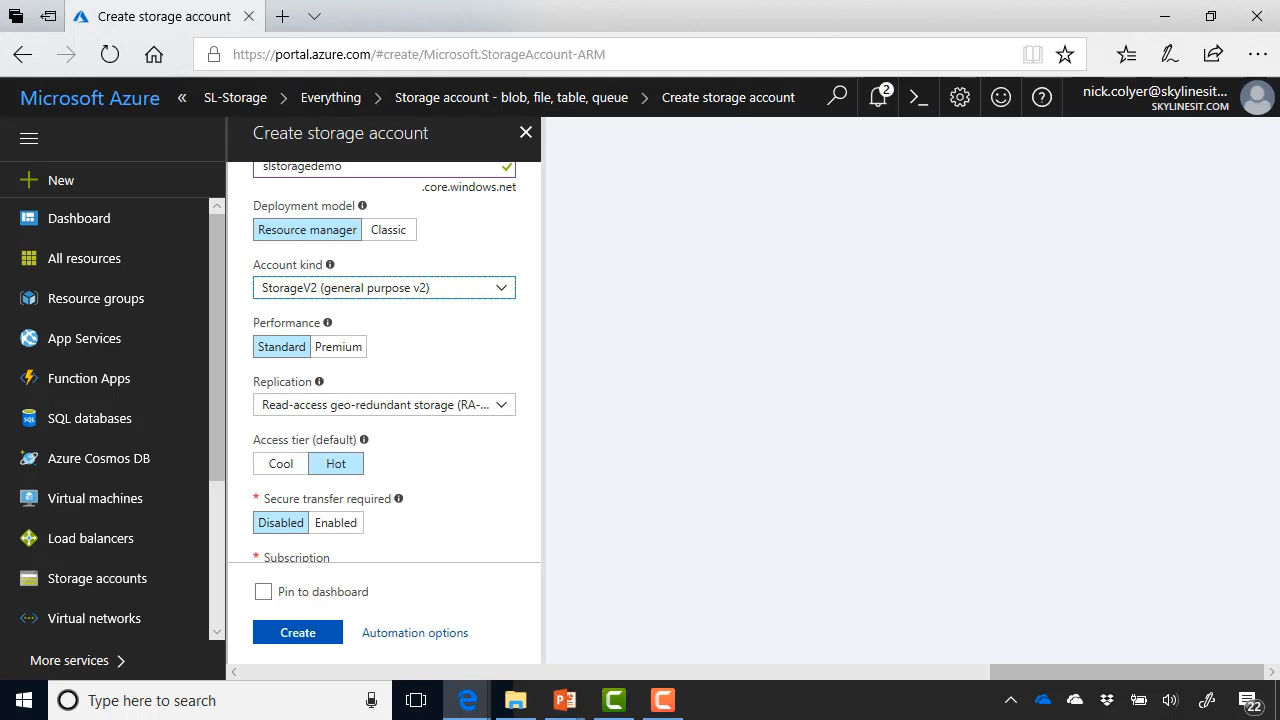 Create storage account
https://portal.azure.com/#create/Microsoft.StorageAccount-ARM
Microsoft Azure « SL-Storage > Everything > Storage account - blob, file, table, queue > Create storage account
2
nick.colyer@skylinesit...
SKYLINESIT.COM
Create storage account
New
Dashboard
All resources
Resource groups
App Services
Function Apps
SQL databases
Azure Cosmos DB
Virtual machines
Load balancers
Storage accounts
Virtual networks
More services >
slstoragedemo
.core.windows.net
Deployment model
Resource manager Classic
Account kind
StorageV2 (general purpose v2)
Performance
Standard Premium
Replication
Read-access geo-redundant storage (RA-...
Access tier (default)
Cool Hot
* Secure transfer required
Disabled Enabled
* Subscription
Pin to dashboard
Create Automation options
Type here to search
22